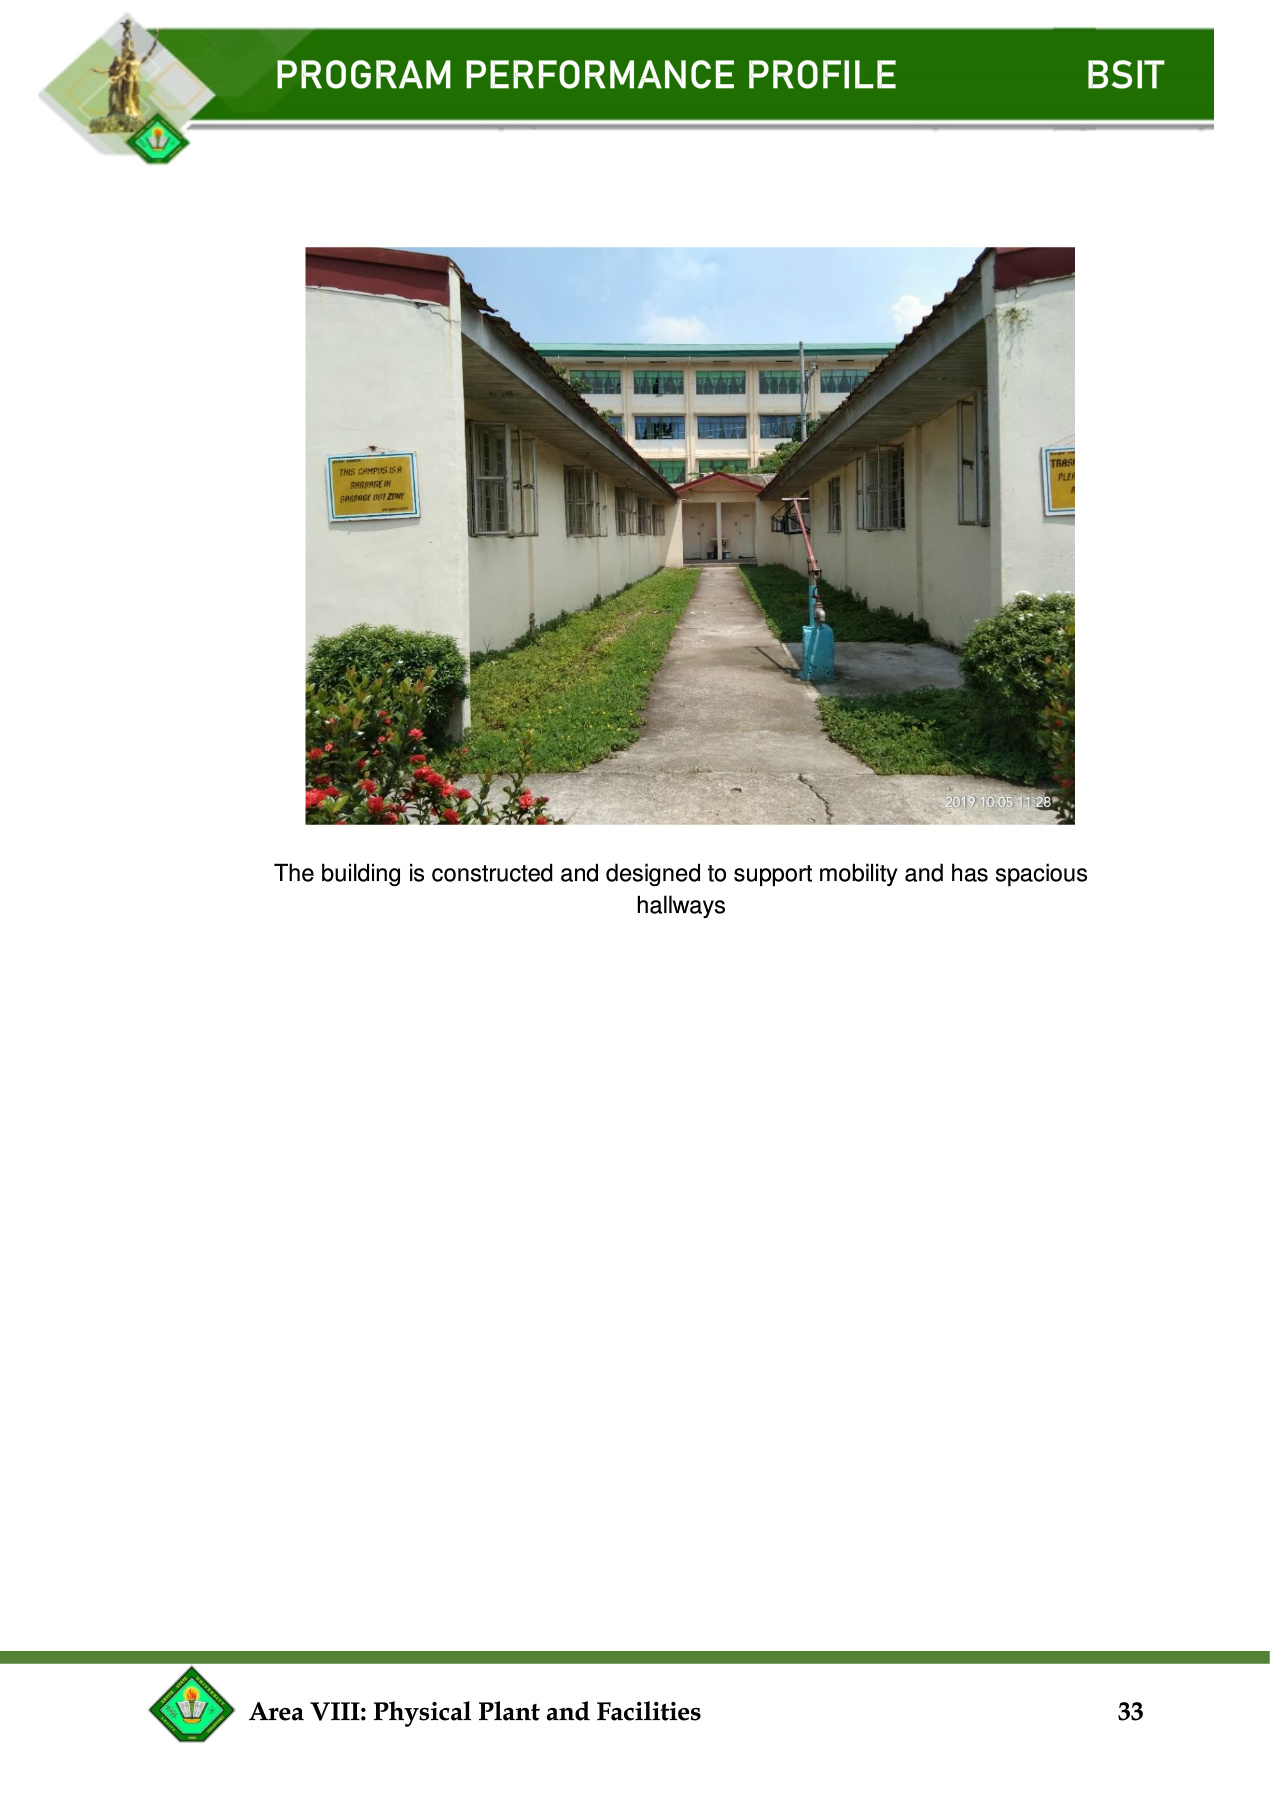 PROGRAM PERFORMANCE PROFILE BSIT
THIS CAMPUS IS A
GARBAGE IN
GARBAGE OUT ZONE
TRASH
PLEA
2019.10.05 11:28
The building is constructed and designed to support mobility and has spacious
hallways
Area VIII: Physical Plant and Facilities 33